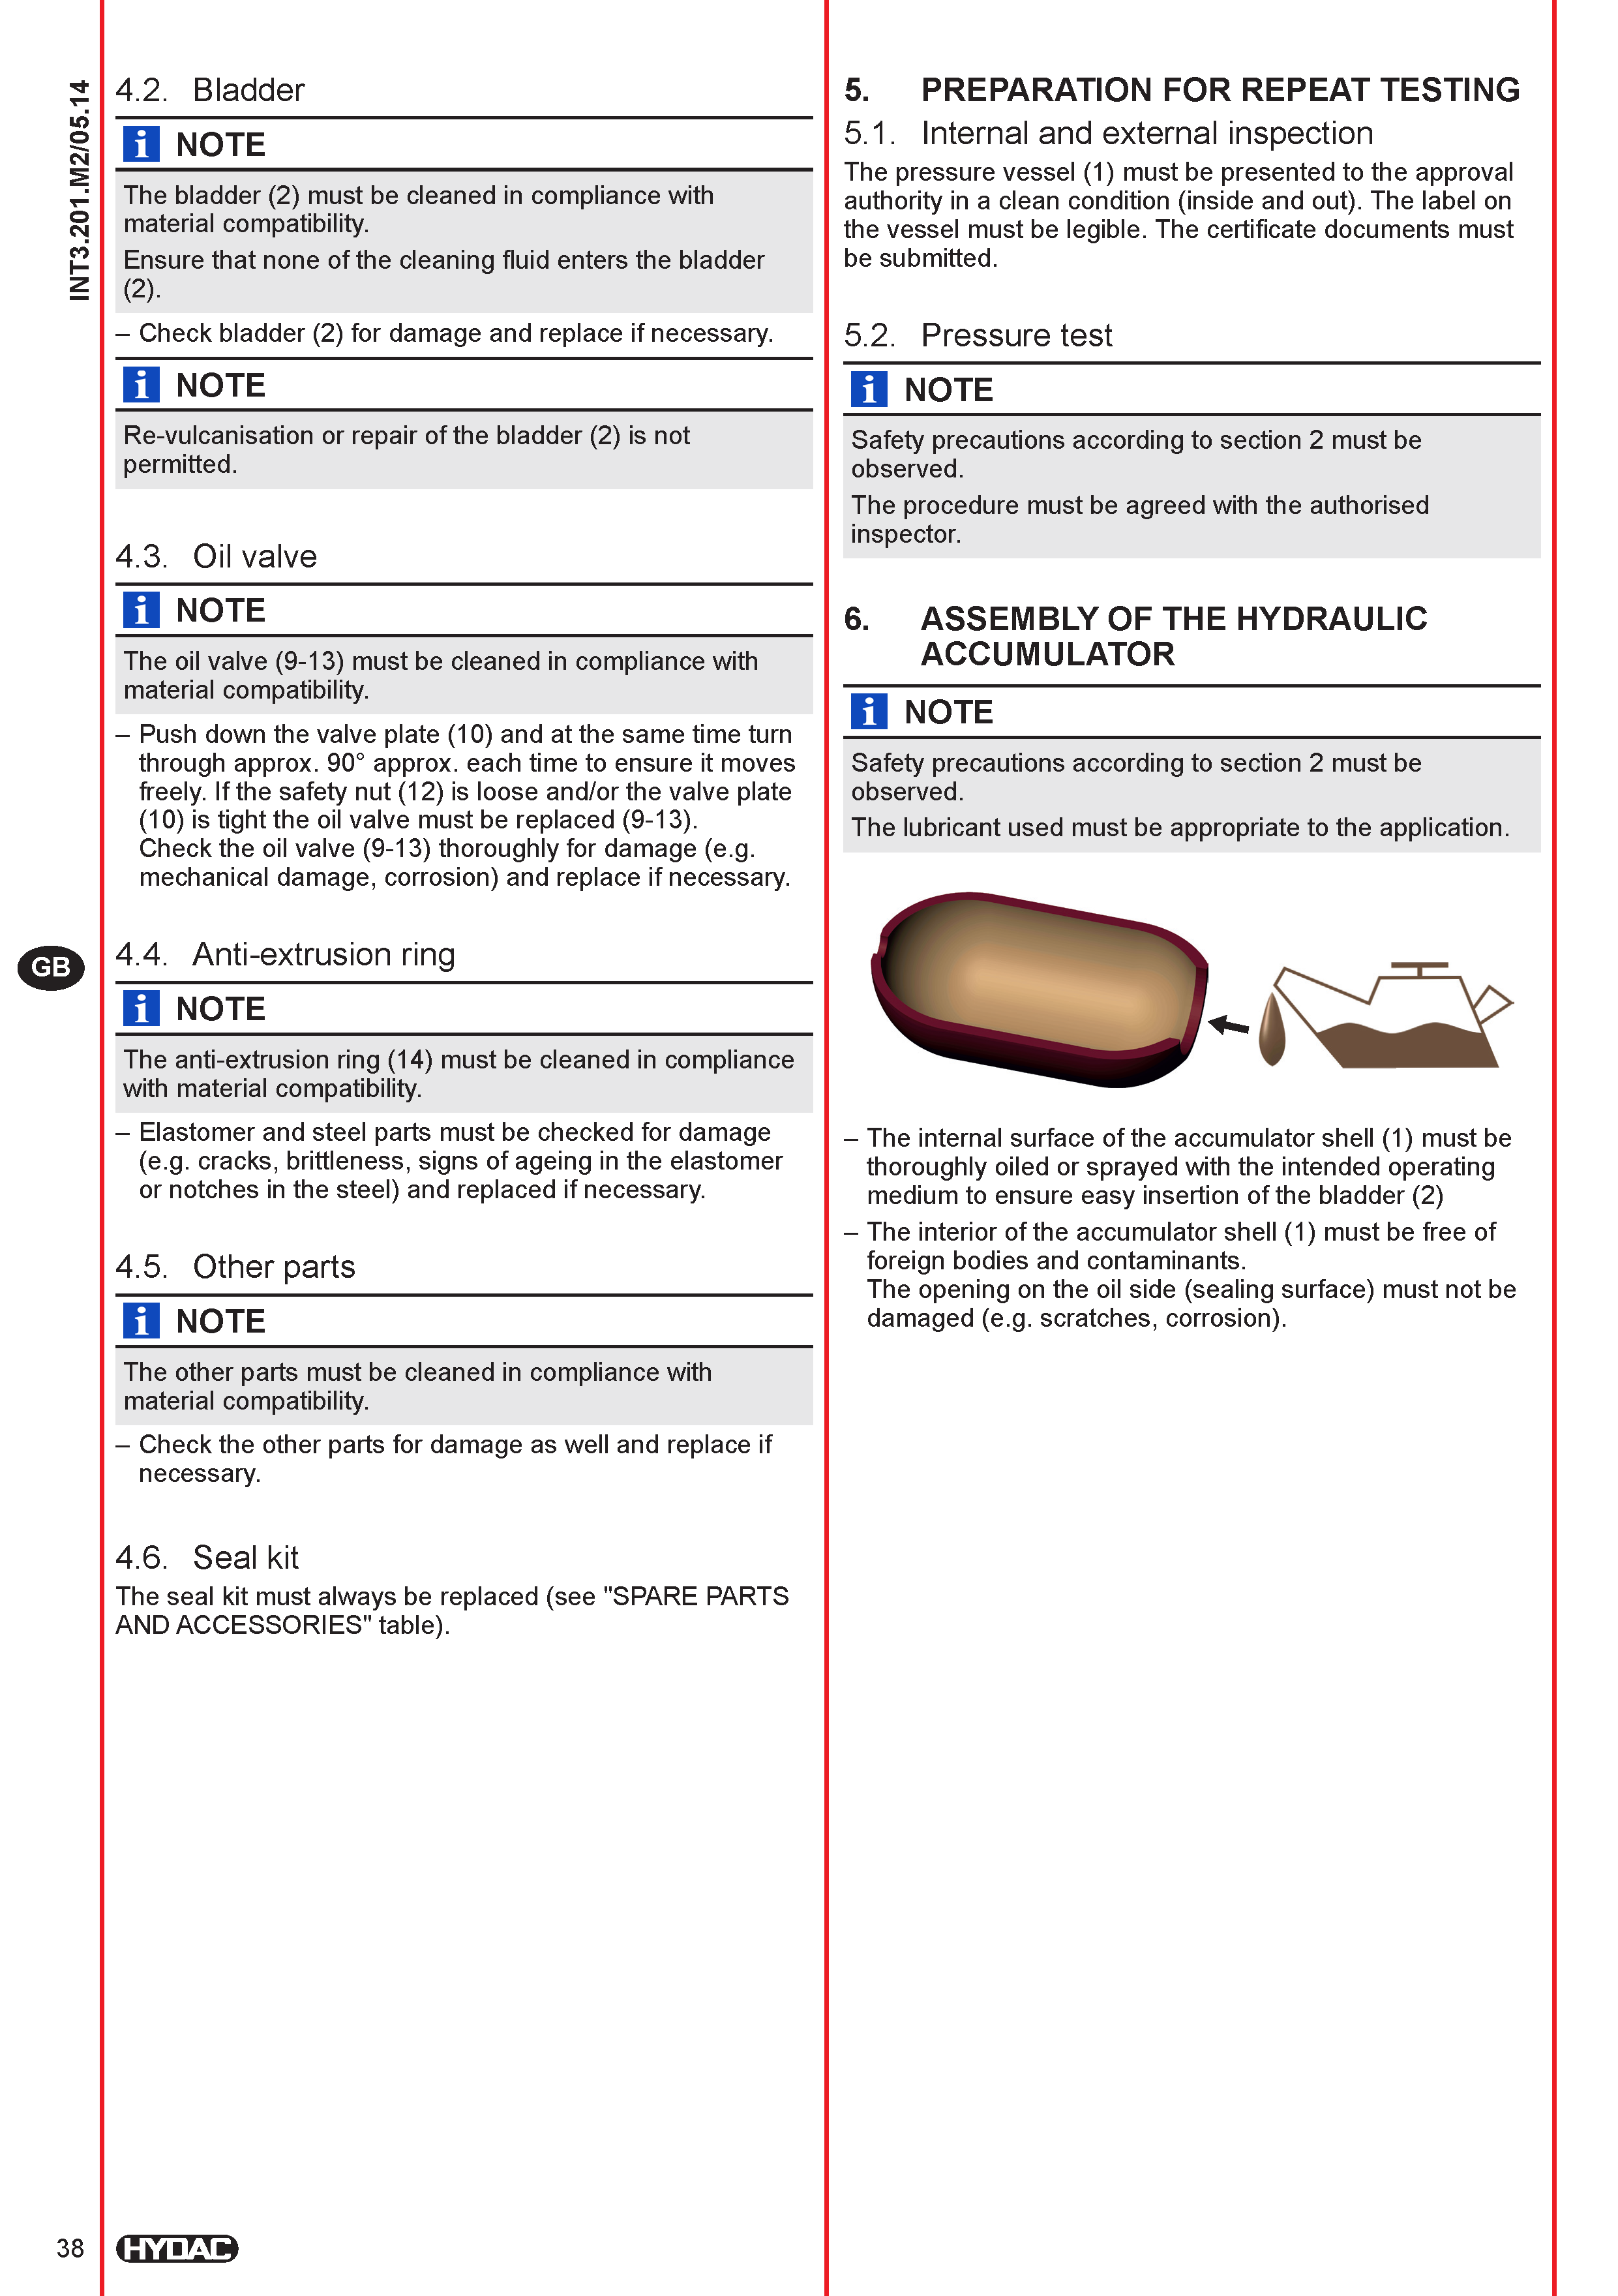 INT3.201.M2/05.14
GB
4.2. Bladder
i NOTE
The bladder (2) must be cleaned in compliance with
material compatibility.
Ensure that none of the cleaning fluid enters the bladder
(2).
– Check bladder (2) for damage and replace if necessary.
i NOTE
Re-vulcanisation or repair of the bladder (2) is not
permitted.
4.3. Oil valve
i NOTE
The oil valve (9-13) must be cleaned in compliance with
material compatibility.
– Push down the valve plate (10) and at the same time turn
through approx. 90° approx. each time to ensure it moves
freely. If the safety nut (12) is loose and/or the valve plate
(10) is tight the oil valve must be replaced (9-13).
Check the oil valve (9-13) thoroughly for damage (e.g.
mechanical damage, corrosion) and replace if necessary.
4.4. Anti-extrusion ring
i NOTE
The anti-extrusion ring (14) must be cleaned in compliance
with material compatibility.
– Elastomer and steel parts must be checked for damage
(e.g. cracks, brittleness, signs of ageing in the elastomer
or notches in the steel) and replaced if necessary.
4.5. Other parts
i NOTE
The other parts must be cleaned in compliance with
material compatibility.
– Check the other parts for damage as well and replace if
necessary.
4.6. Seal kit
The seal kit must always be replaced (see "SPARE PARTS
AND ACCESSORIES" table).
5. PREPARATION FOR REPEAT TESTING
5.1. Internal and external inspection
The pressure vessel (1) must be presented to the approval
authority in a clean condition (inside and out). The label on
the vessel must be legible. The certificate documents must
be submitted.
5.2. Pressure test
i NOTE
Safety precautions according to section 2 must be
observed.
The procedure must be agreed with the authorised
inspector.
6. ASSEMBLY OF THE HYDRAULIC
ACCUMULATOR
i NOTE
Safety precautions according to section 2 must be
observed.
The lubricant used must be appropriate to the application.
– The internal surface of the accumulator shell (1) must be
thoroughly oiled or sprayed with the intended operating
medium to ensure easy insertion of the bladder (2)
– The interior of the accumulator shell (1) must be free of
foreign bodies and contaminants.
The opening on the oil side (sealing surface) must not be
damaged (e.g. scratches, corrosion).
38
HYDAC